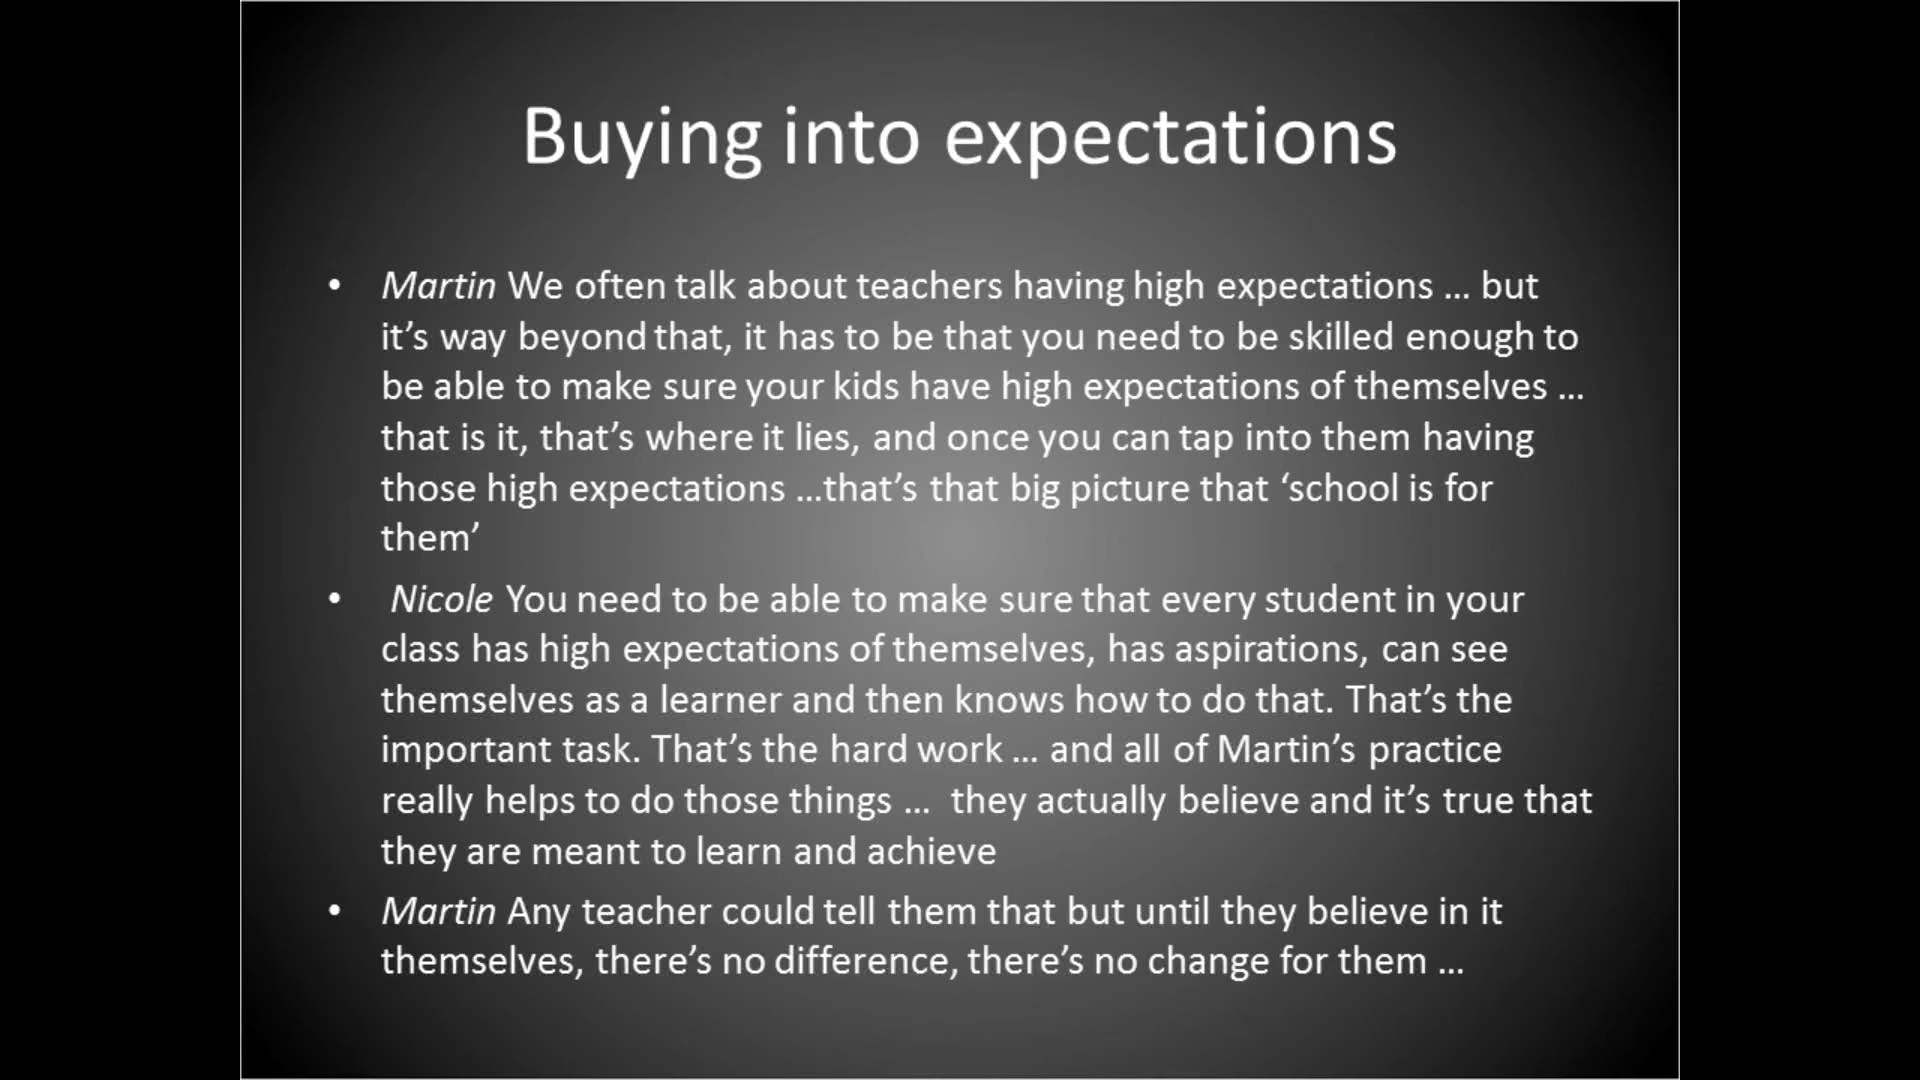 Buying into expectations
• Martin We often talk about teachers having high expectations ... but
it’s way beyond that, it has to be that you need to be skilled enough to
be able to make sure your kids have high expectations of themselves ...
that is it, that’s where it lies, and once you can tap into them having
those high expectations ...that’s that big picture that ‘school is for
them’
• Nicole You need to be able to make sure that every student in your
class has high expectations of themselves, has aspirations, can see
themselves as a learner and then knows how to do that. That’s the
important task. That’s the hard work ... and all of Martin’s practice
really helps to do those things ... they actually believe and it’s true that
they are meant to learn and achieve
• Martin Any teacher could tell them that but until they believe in it
themselves, there’s no difference, there’s no change for them ...